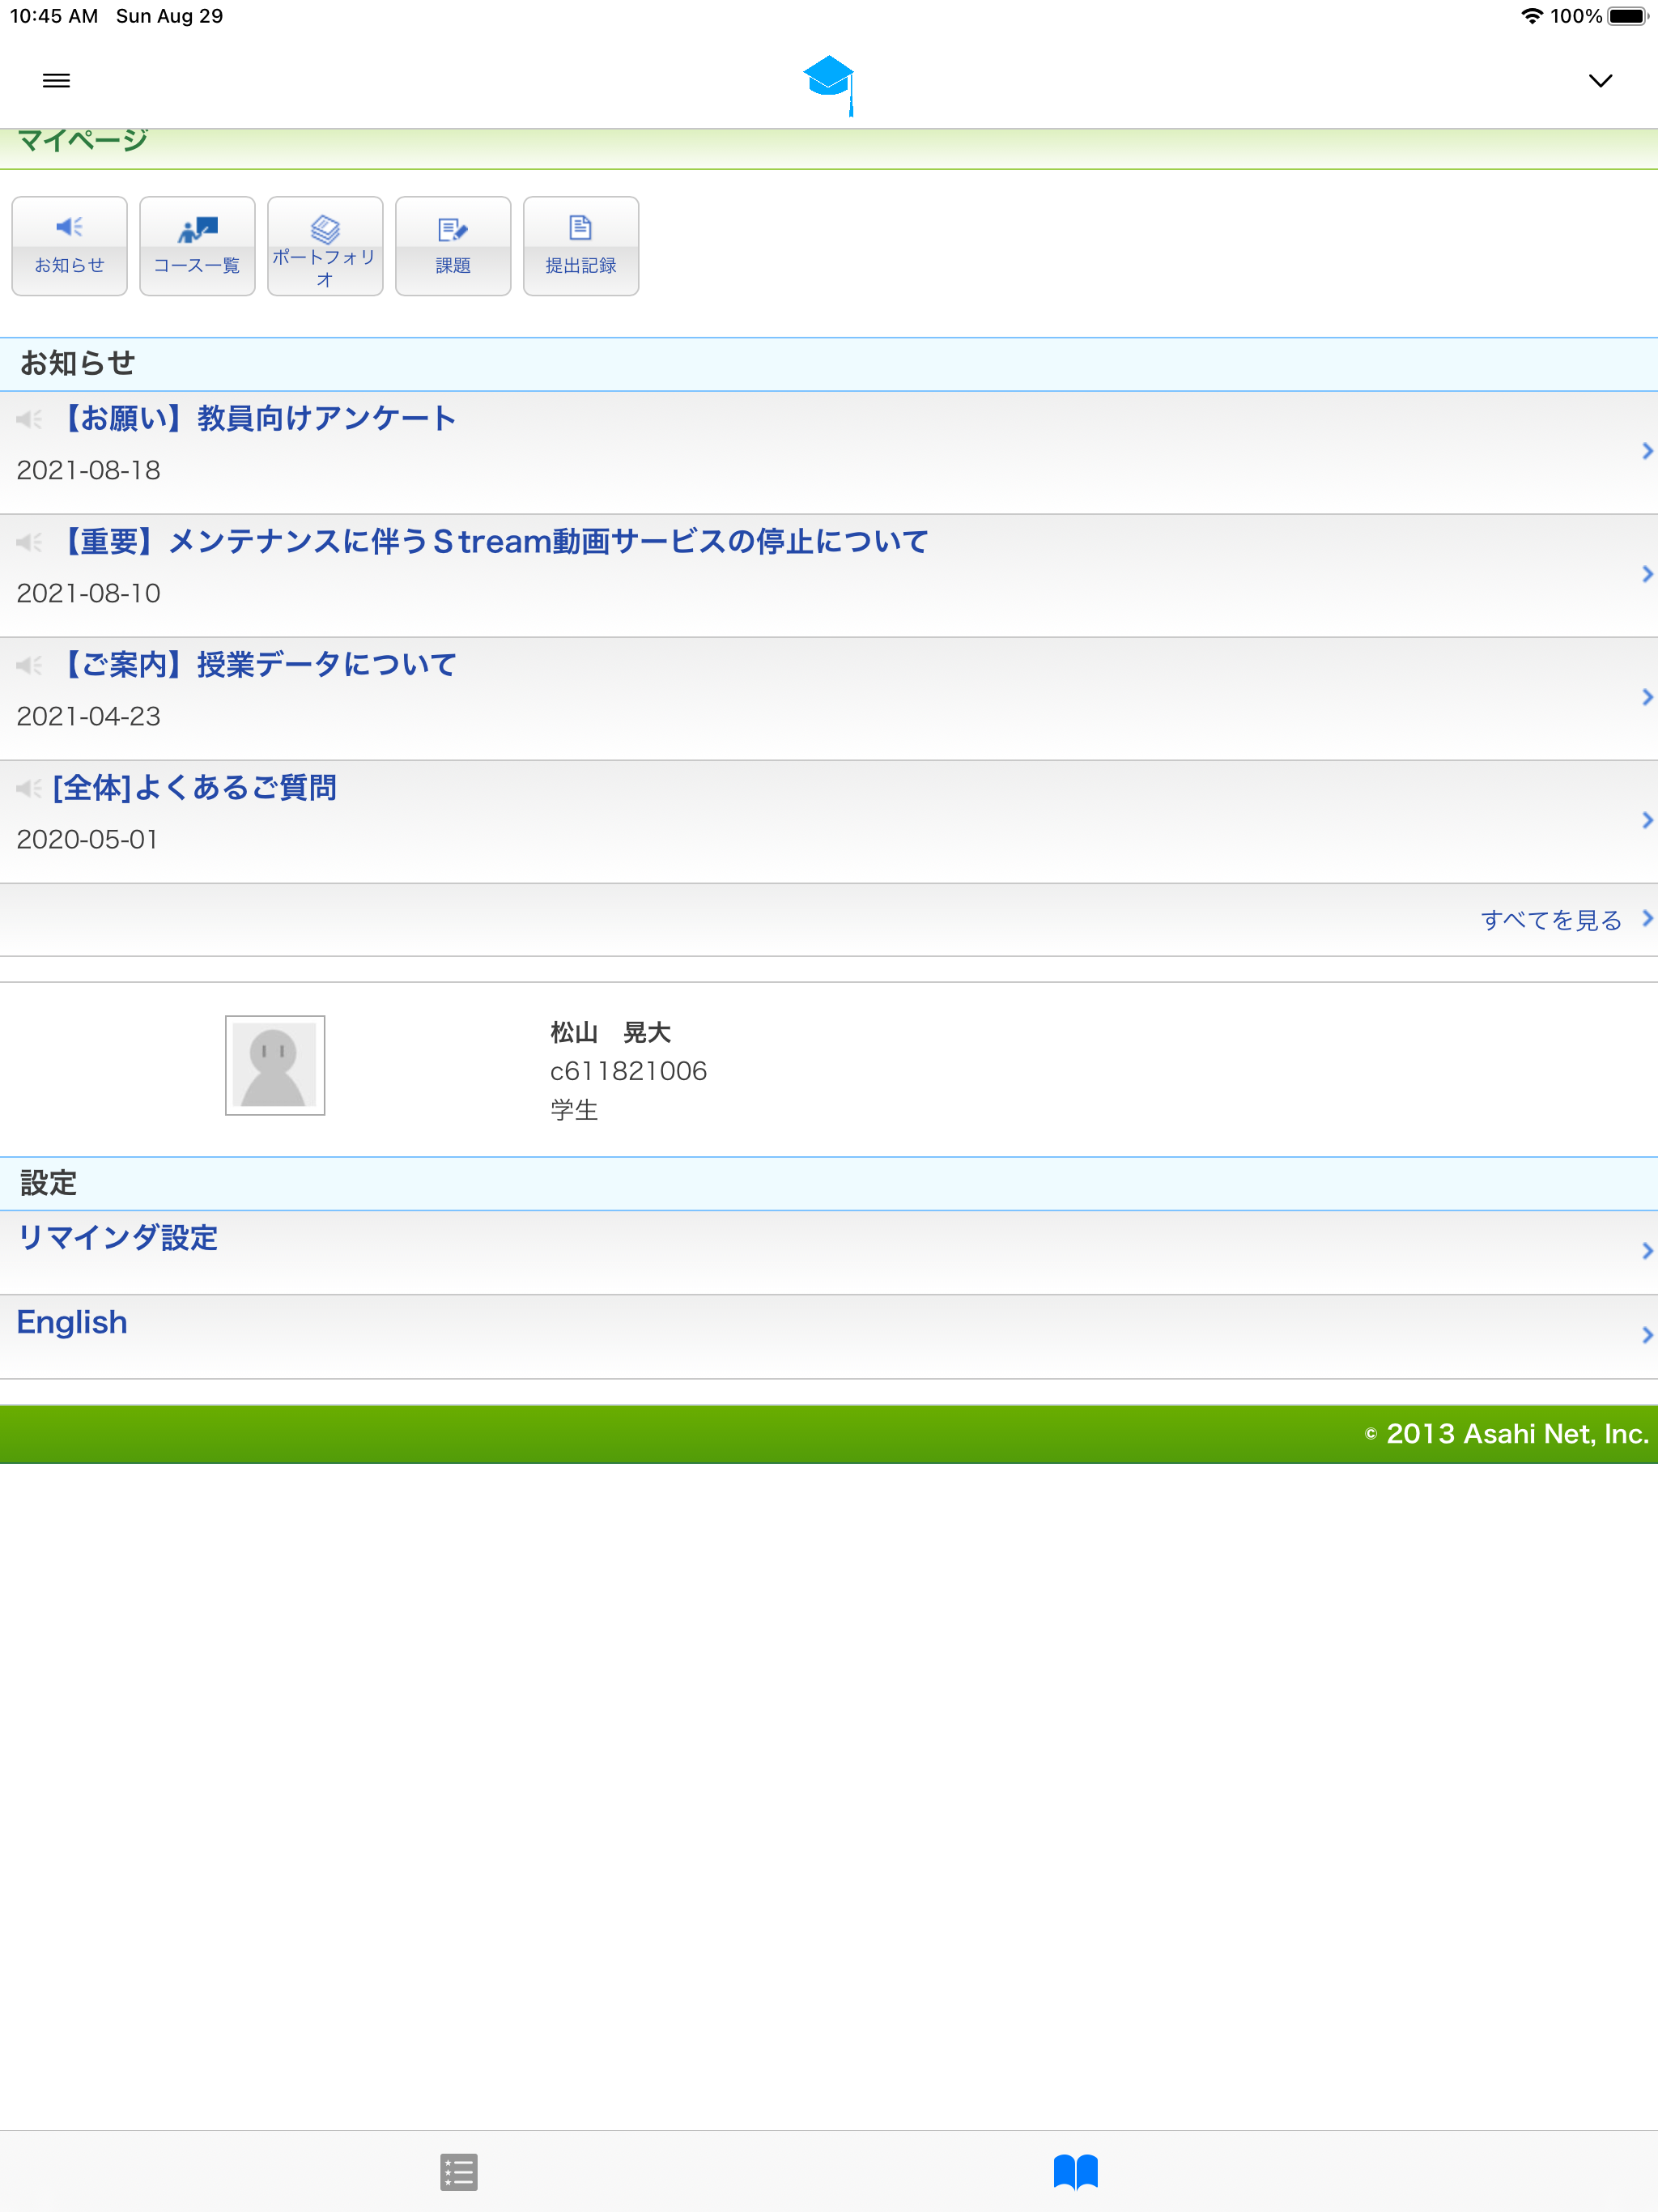 10:45 AM Sun Aug 29
100%
マイページ
お知らせ
コース一覧
ポートフォリ
オ
課題
提出記録
お知らせ
【お願い】教員向けアンケート
2021-08-18
【重要】メンテナンスに伴うＳtream動画サービスの停止について
2021-08-10
【ご案内】授業データについて
2021-04-23
[全体]よくあるご質問
2020-05-01
すべてを見る
松山　晃大
c611821006
学生
設定
リマインダ設定
English
© 2013 Asahi Net, Inc.